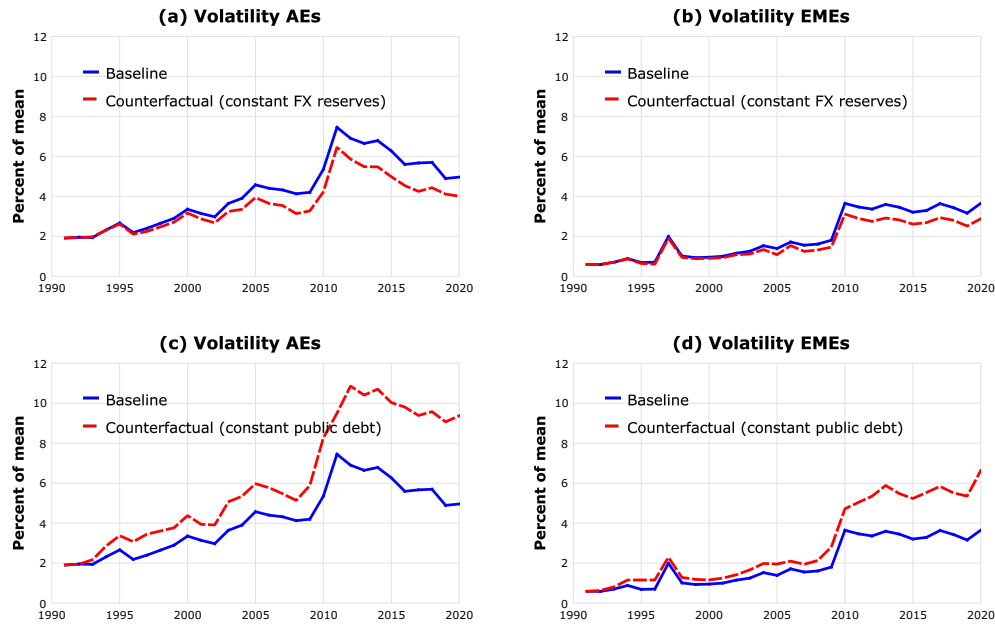 (a) Volatility AEs
Percent of mean
12
10
8
6
4
2
0
Baseline
Counterfactual (constant FX reserves)
1990 1995 2000 2005 2010 2015 2020
(b) Volatility EMEs
Percent of mean
12
10
8
6
4
2
0
Baseline
Counterfactual (constant FX reserves)
1990 1995 2000 2005 2010 2015 2020
(c) Volatility AEs
Percent of mean
12
10
8
6
4
2
0
Baseline
Counterfactual (constant public debt)
1990 1995 2000 2005 2010 2015 2020
(d) Volatility EMEs
Percent of mean
12
10
8
6
4
2
0
Baseline
Counterfactual (constant public debt)
1990 1995 2000 2005 2010 2015 2020